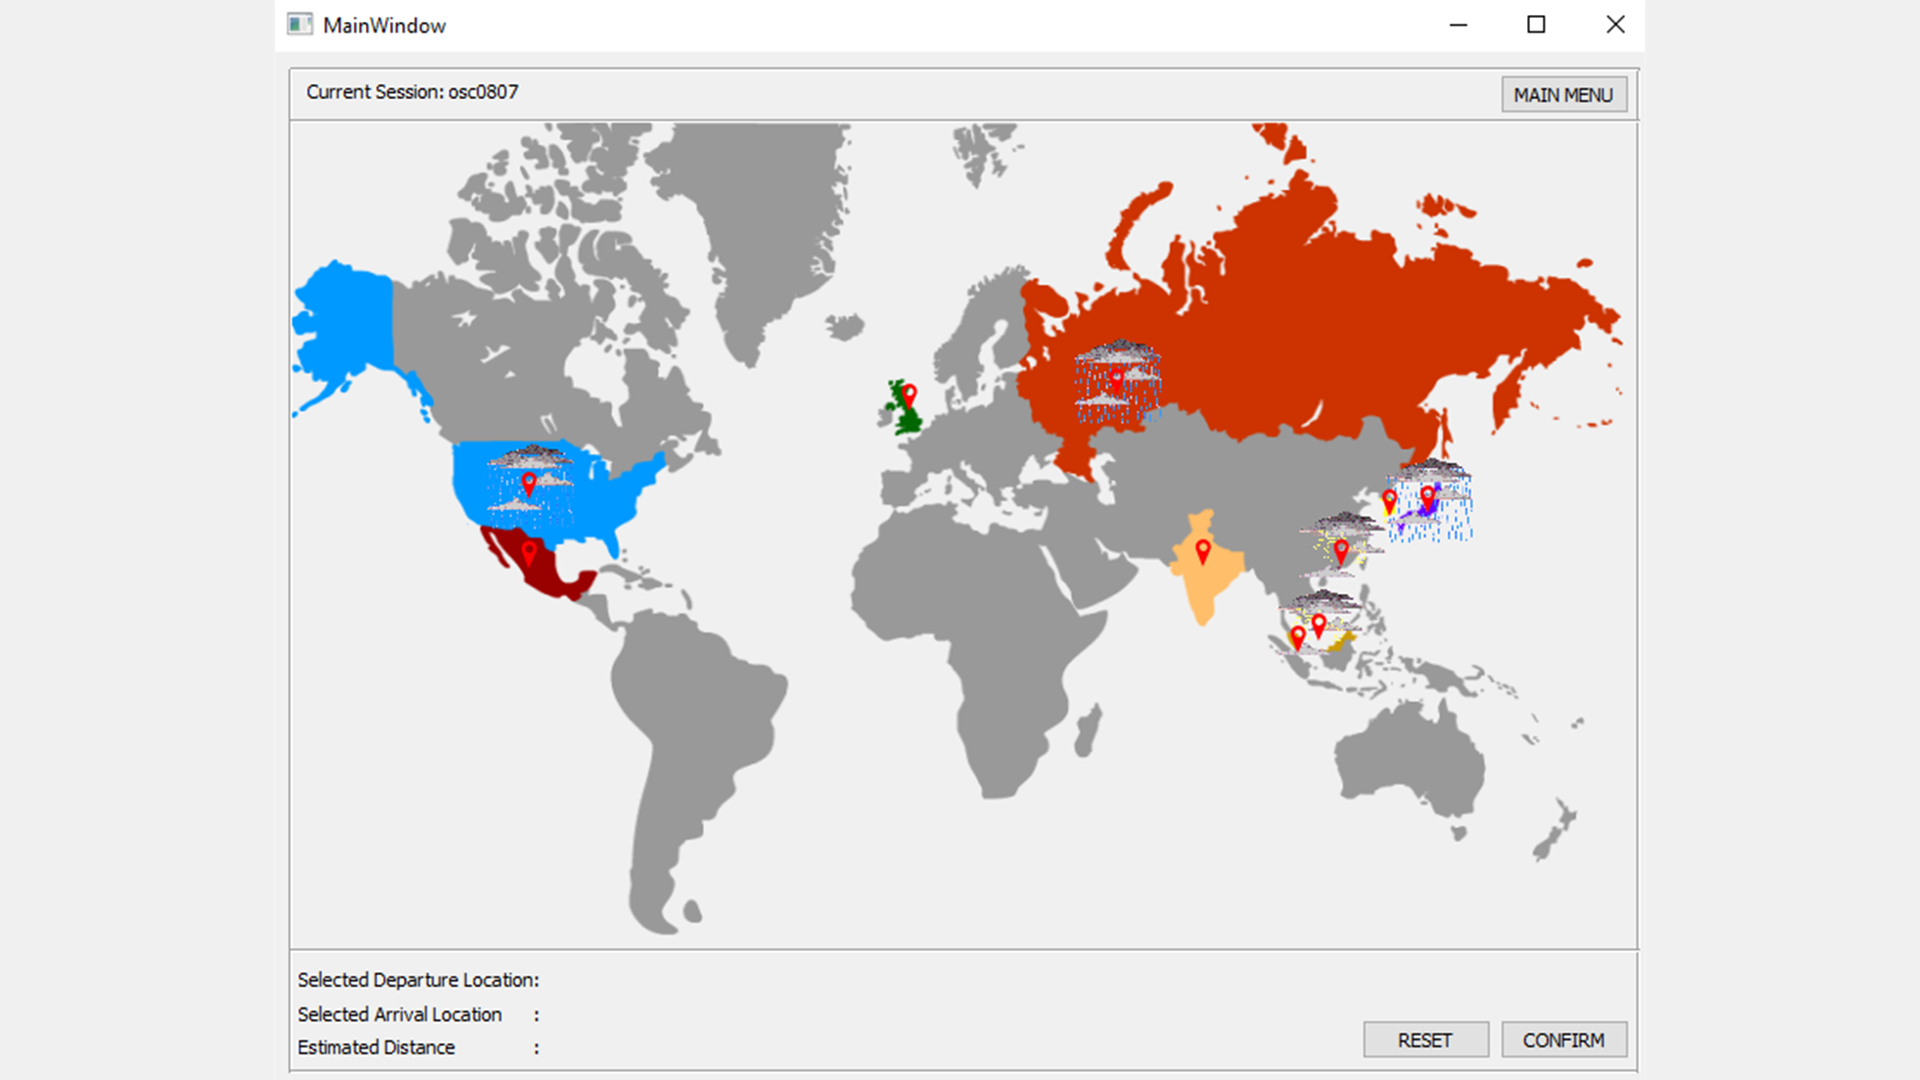 MainWindow
Current Session: osc0807
MAIN MENU
Selected Departure Location:
Selected Arrival Location :
Estimated Distance :
RESET
CONFIRM